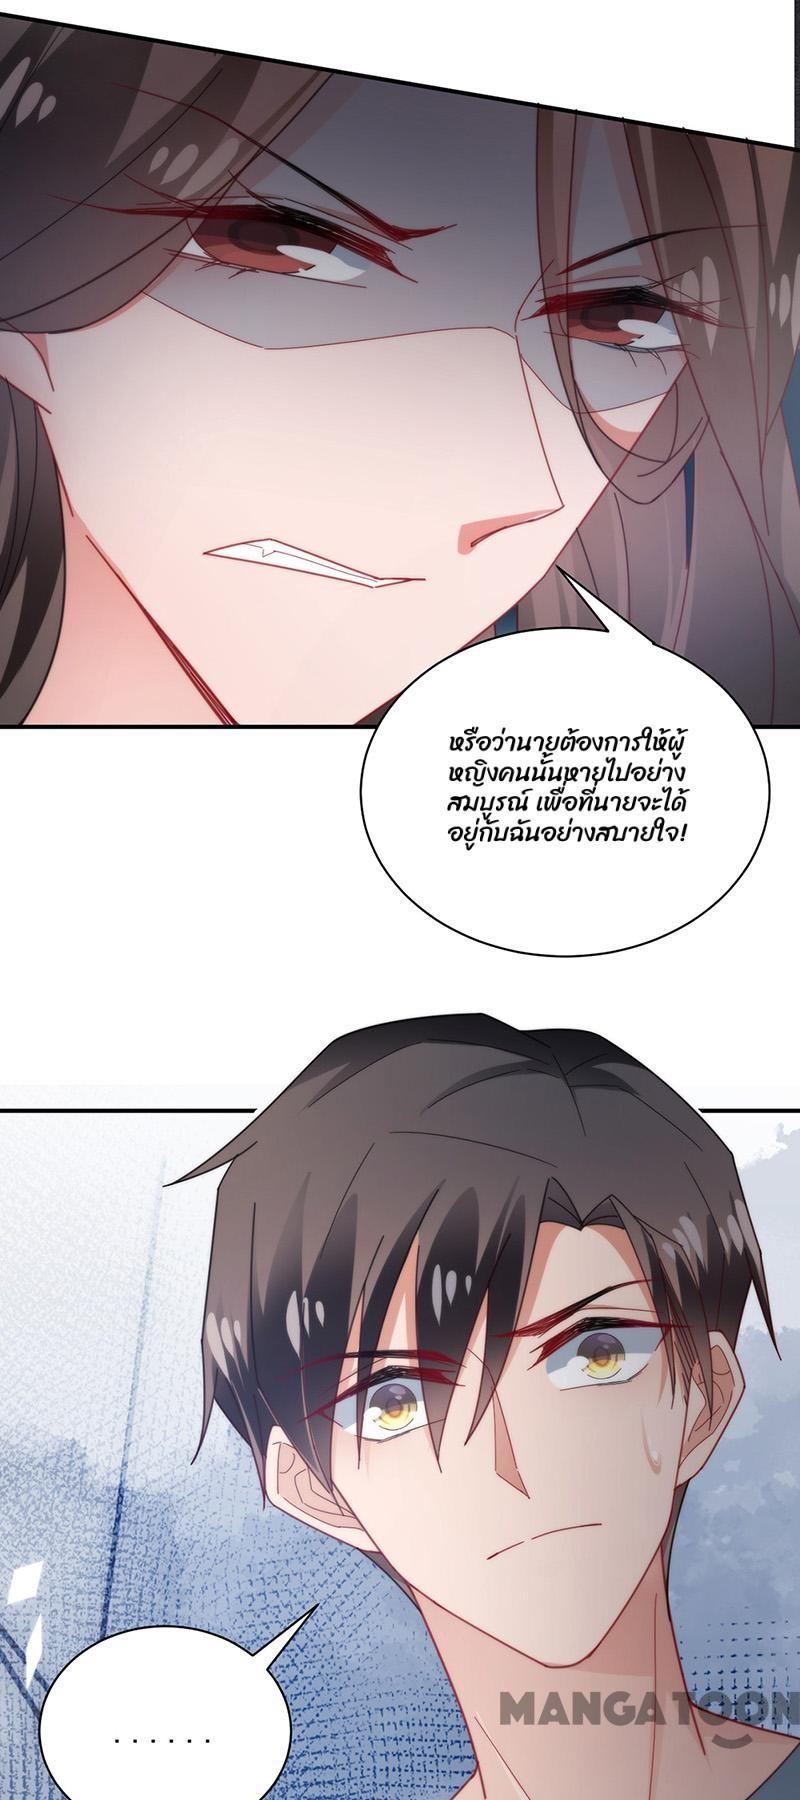 หรือว่านายต้องการให้ผู้
หญิงคนนั้นหายไปอย่าง
สมบูรณ์ เพื่อที่นายจะได้
อยู่กับฉันอย่างสบายใจ!
......
MANGATOON